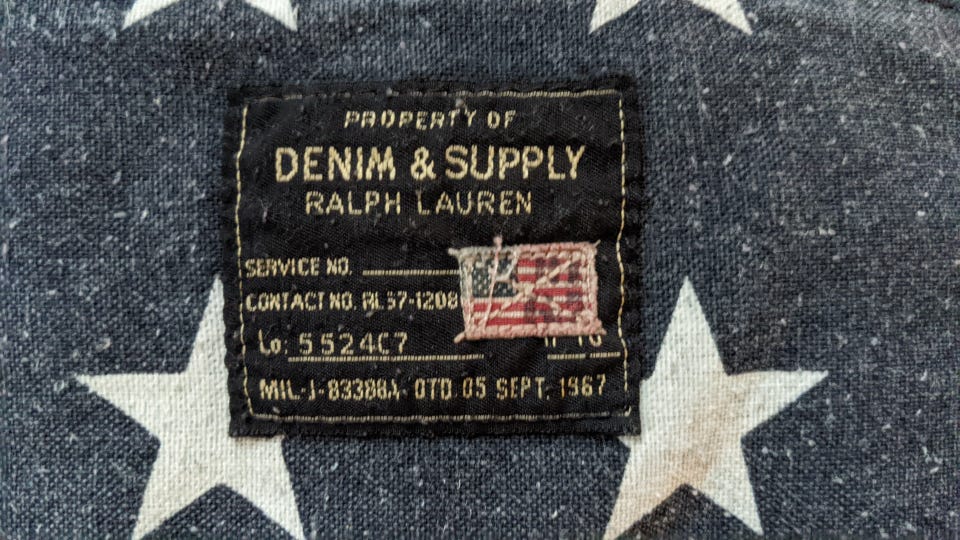 PROPERTY OF
DENIM & SUPPLY
RALPH LAUREN
SERVICE NO.
CONTACT NO. RL57-1208
Lo: 5524C7
MIL-J-83388A DTD 05 SEPT, 1967